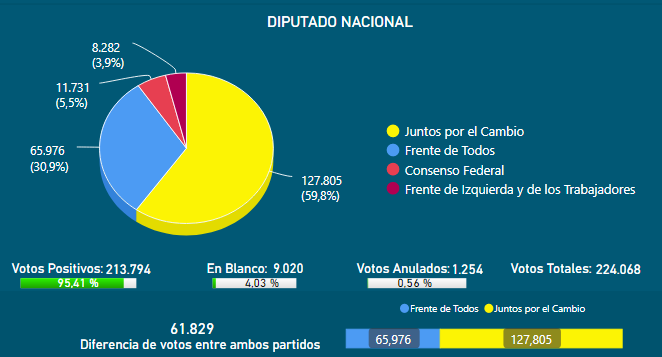 DIPUTADO NACIONAL
8.282
(3,9%)
11.731
(5,5%)
65.976
(30,9%)
127.805
(59,8%)
Juntos por el Cambio
Frente de Todos
Consenso Federal
Frente de Izquierda y de los Trabajadores
Votos Positivos: 213.794
95,41 %
En Blanco: 9.020
4,03 %
Votos Anulados: 1.254
0,56 %
Votos Totales: 224.068
Frente de Todos Juntos por el Cambio
61.829
Diferencia de votos entre ambos partidos
65,976 127,805